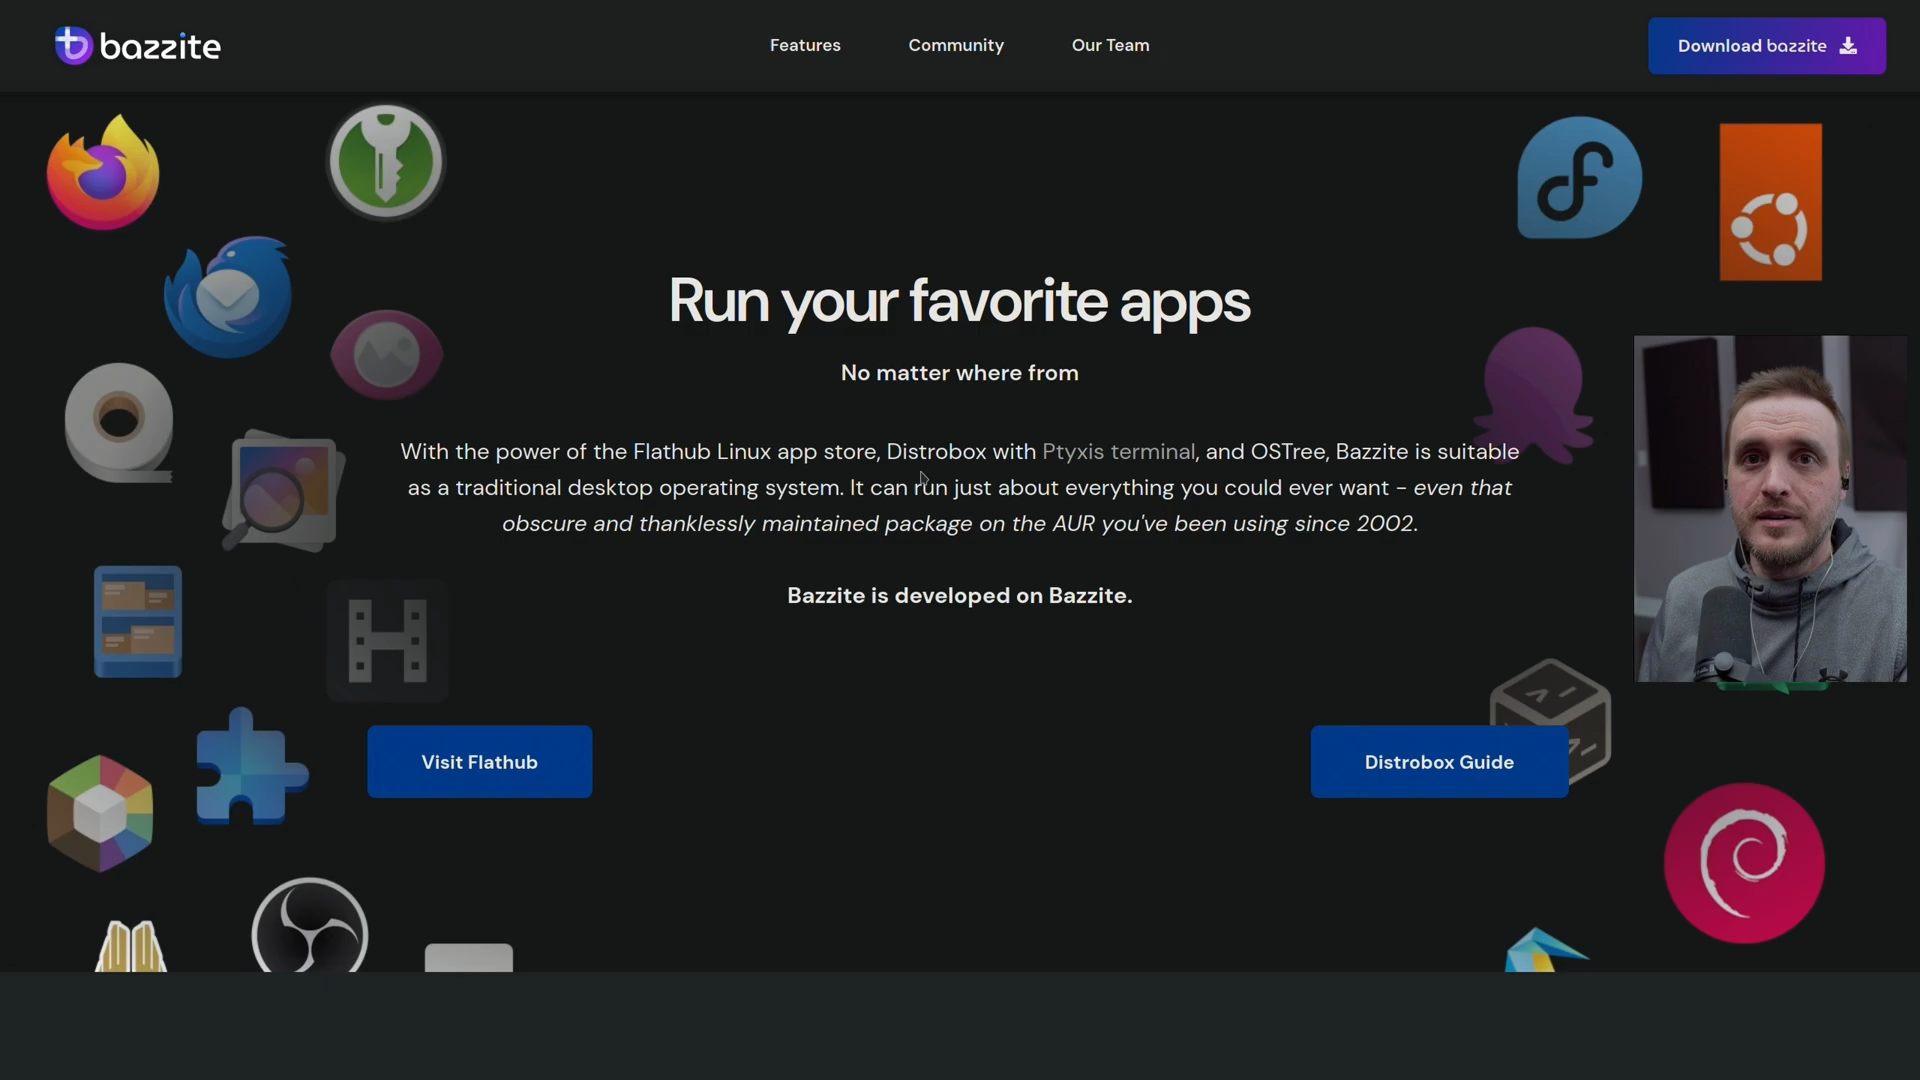 bazzite
Features
Community
Our Team
Download bazzite
Run your favorite apps
No matter where from
With the power of the Flathub Linux app store, Distrobox with Ptyxis terminal, and OSTree, Bazzite is suitable
as a traditional desktop operating system. It can run just about everything you could ever want - even that
obscure and thanklessly maintained package on the AUR you've been using since 2002.
Bazzite is developed on Bazzite.
Visit Flathub
Distrobox Guide